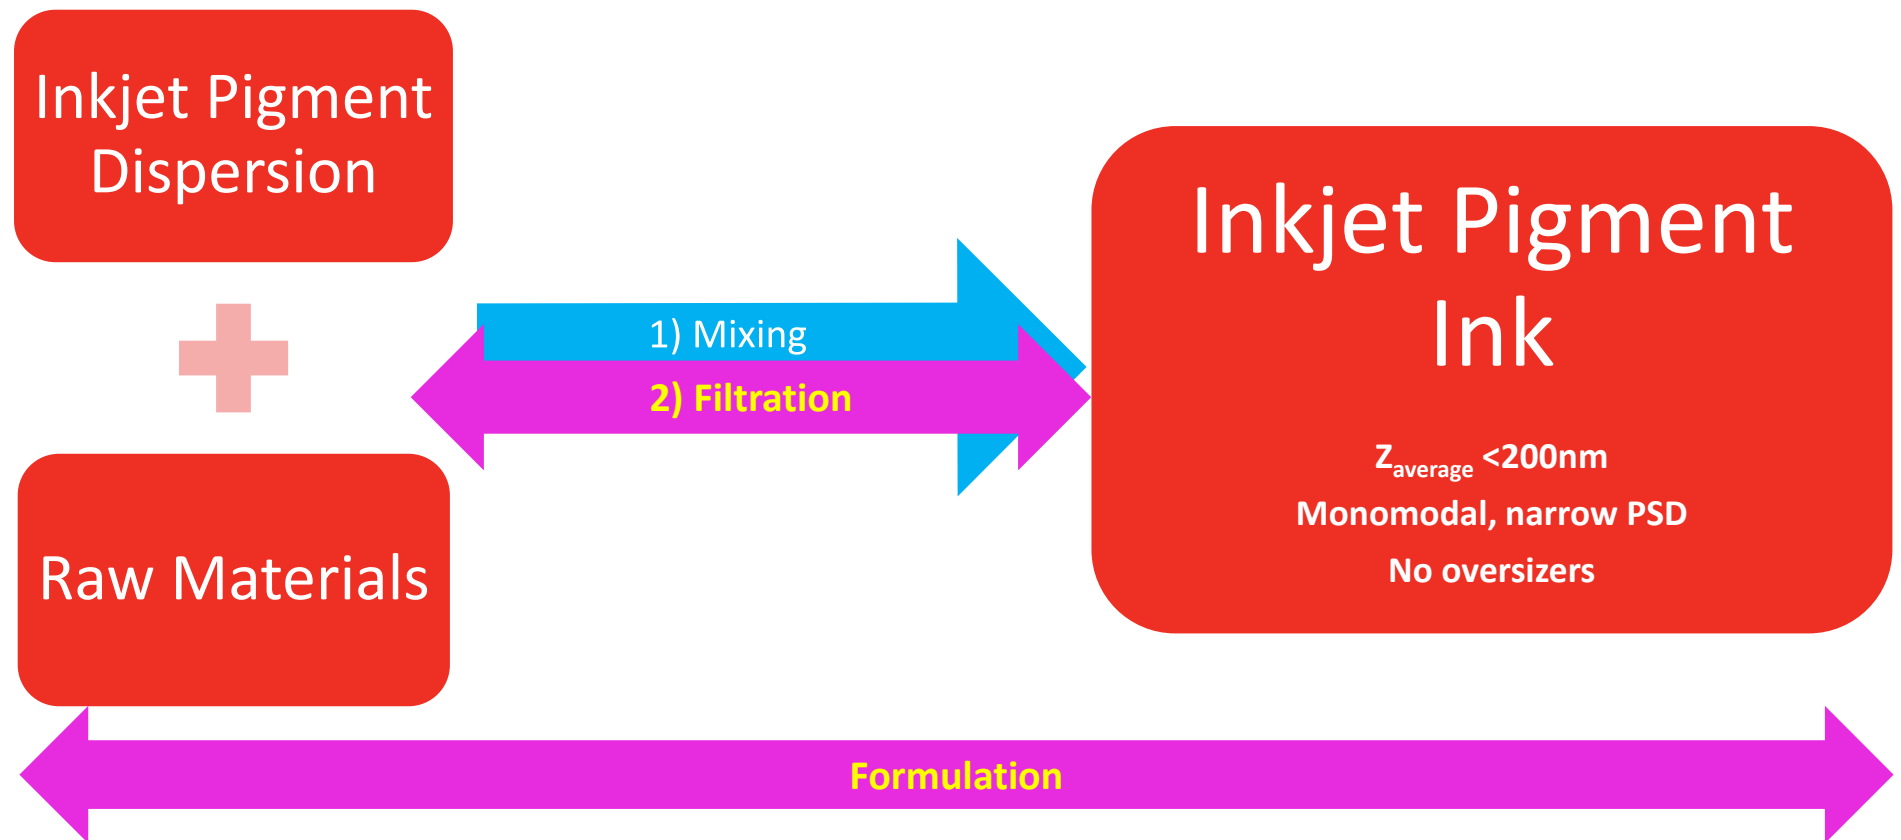 Inkjet Pigment
Dispersion
Raw Materials
1) Mixing
2) Filtration
Inkjet Pigment
Ink
Zaverage <200nm
Monomodal, narrow PSD
No oversizers
Formulation